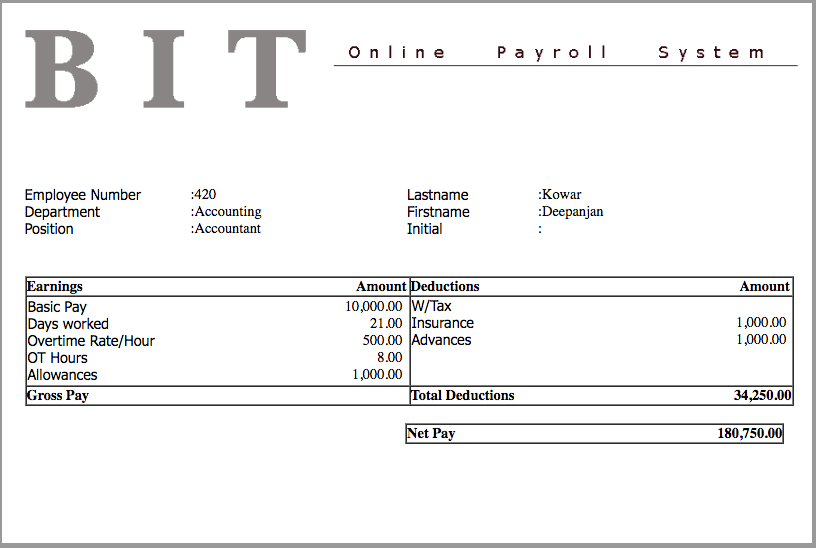 BIT Online Payroll System
Employee Number :420 Lastname :Kowar
Department :Accounting Firstname :Deepanjan
Position :Accountant Initial :
Earnings Amount Deductions Amount
Basic Pay 10,000.00 W/Tax
Days worked 21.00 Insurance 1,000.00
Overtime Rate/Hour 500.00 Advances 1,000.00
OT Hours 8.00
Allowances 1,000.00
Gross Pay Total Deductions 34,250.00
Net Pay 180,750.00